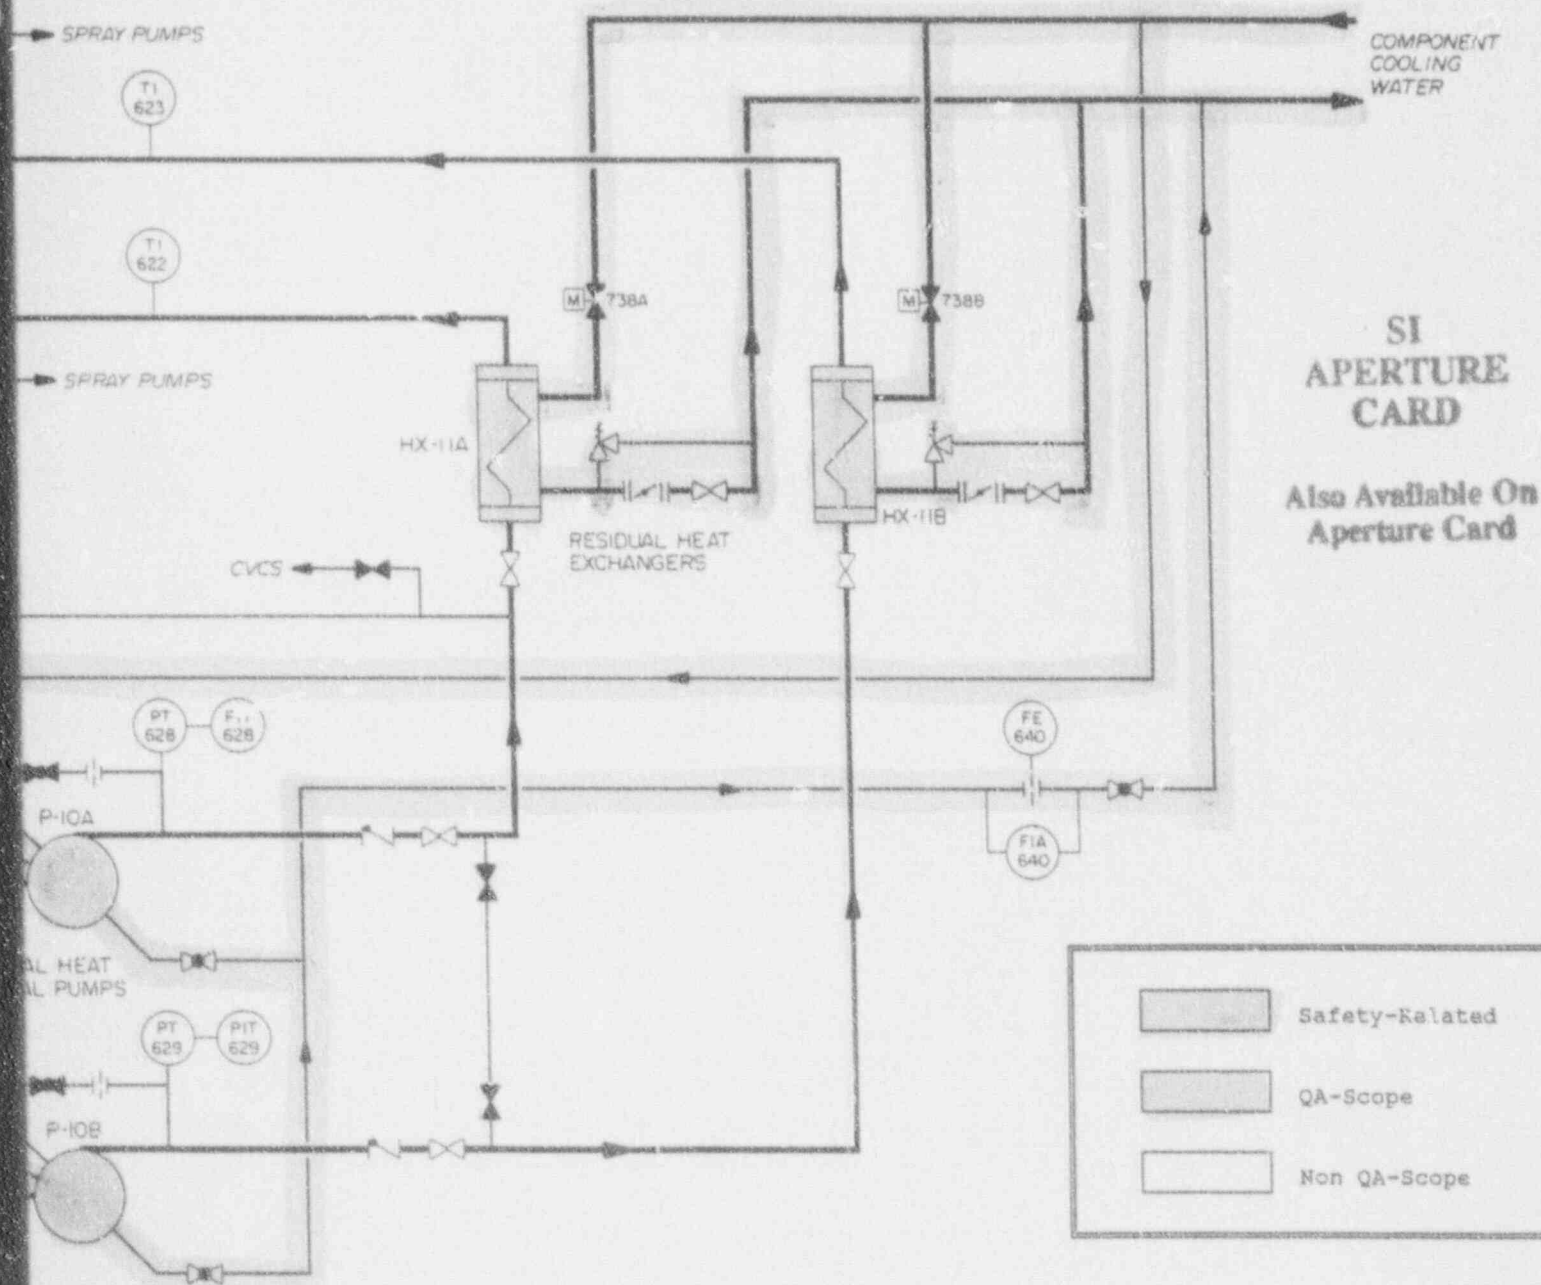 SPRAY PUMPS
COMPONENT
COOLING
WATER
TI
623
TI
622
M
738A
M
738B
SI
APERTURE
CARD
SPRAY PUMPS
HX-11A
Also Available On
Aperture Card
HX-11B
RESIDUAL HEAT
EXCHANGERS
CVCS
PT
628
628
FE
640
P-10A
FIA
640
AL HEAT
AL PUMPS
PT
629
PIT
629
P-10B
Safety-Related
QA-Scope
Non QA-Scope